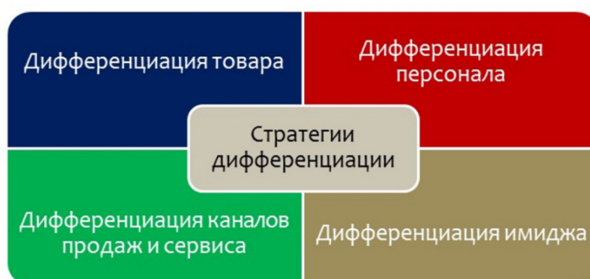 Дифференциация товара
Дифференциация
персонала
Стратегии
дифференциации
Дифференциация каналов
продаж и сервиса
Дифференциация имиджа